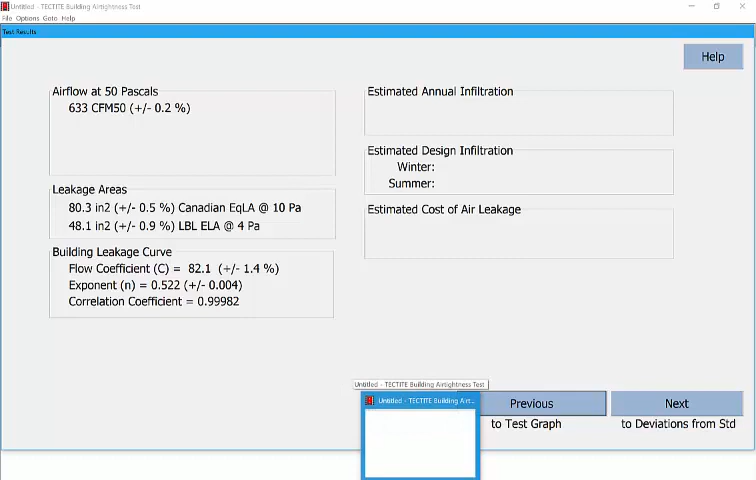 Untitled - TECTITE Building Airtightness Test
File Options Goto Help
Test Results
Help
Airflow at 50 Pascals
633 CFM50 (+/- 0.2 %)
Leakage Areas
80.3 in2 (+/- 0.5 %) Canadian EqLA @ 10 Pa
48.1 in2 (+/- 0.9 %) LBL ELA @ 4 Pa
Building Leakage Curve
Flow Coefficient (C) = 82.1 (+/- 1.4 %)
Exponent (n) = 0.522 (+/- 0.004)
Correlation Coefficient = 0.99982
Estimated Annual Infiltration
Estimated Design Infiltration
Winter:
Summer:
Estimated Cost of Air Leakage
Untitled - TECTITE Building Airtightness Test
Untitled - TECTITE Building Airt...
Previous
to Test Graph
Next
to Deviations from Std